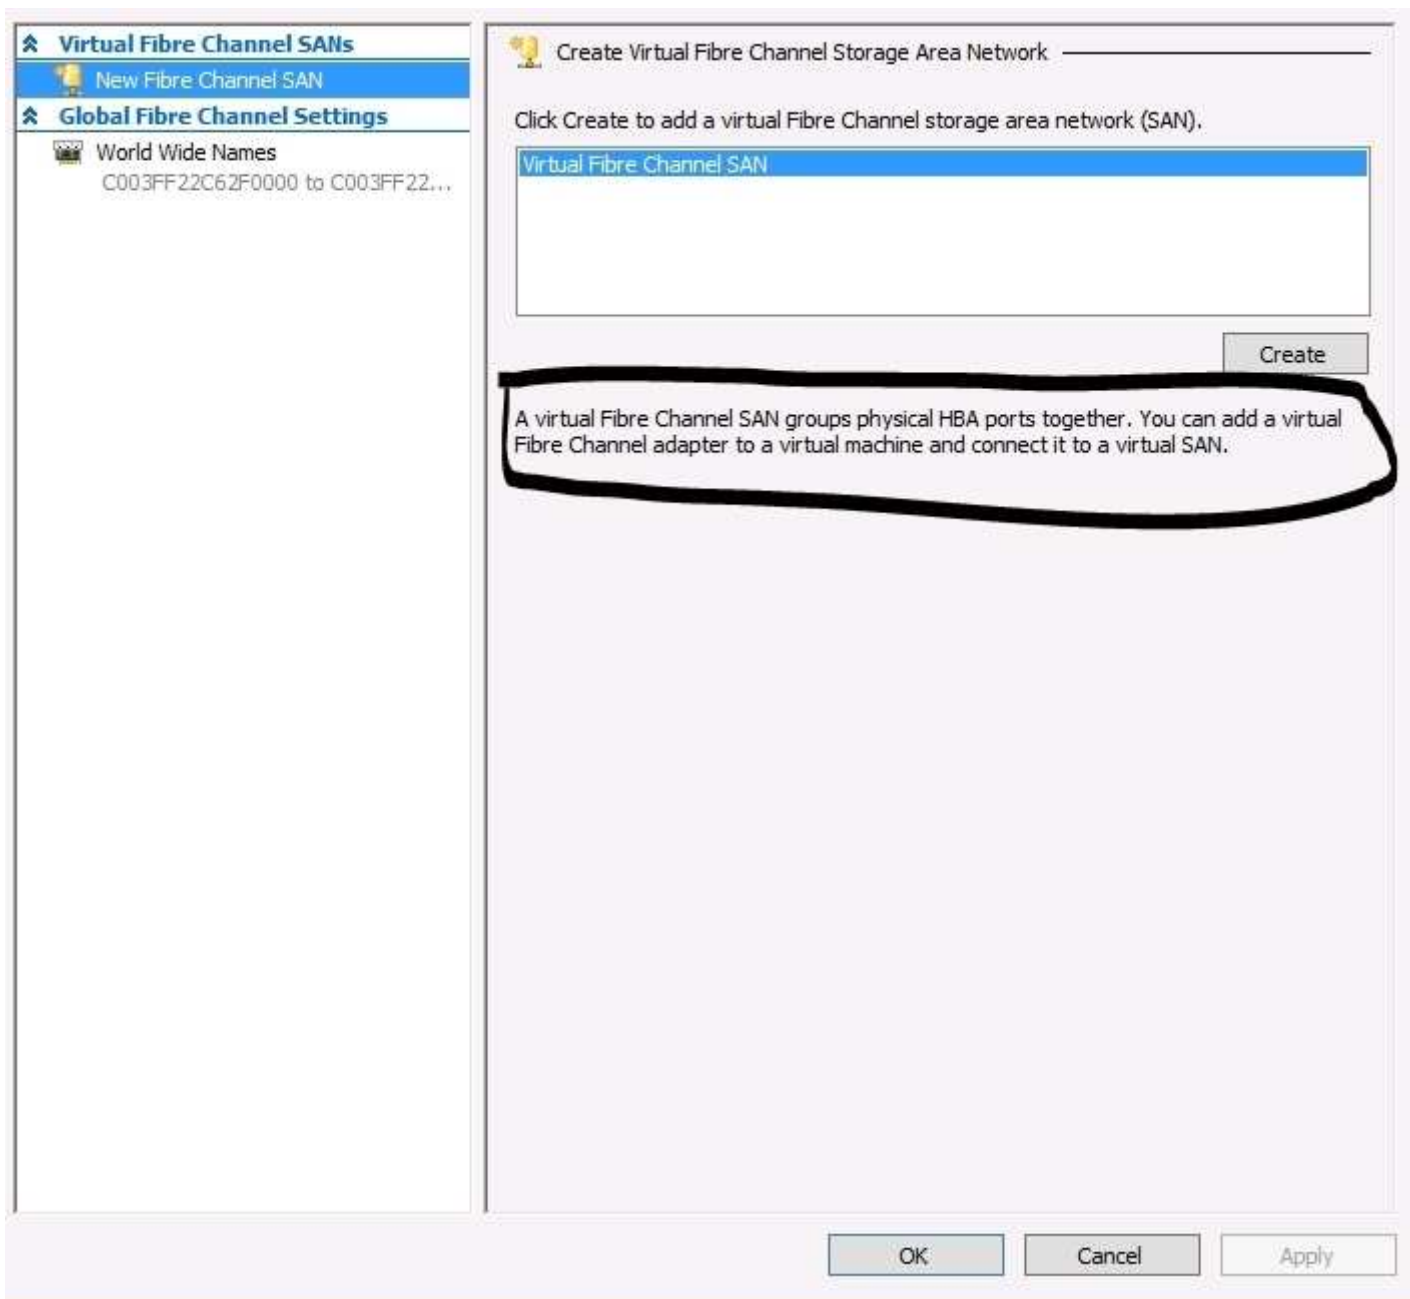 Virtual Fibre Channel SANs
New Fibre Channel SAN
Global Fibre Channel Settings
World Wide Names
C003FF22C62F0000 to C003FF22...
Create Virtual Fibre Channel Storage Area Network
Click Create to add a virtual Fibre Channel storage area network (SAN).
Virtual Fibre Channel SAN
Create
A virtual Fibre Channel SAN groups physical HBA ports together. You can add a virtual
Fibre Channel adapter to a virtual machine and connect it to a virtual SAN.
OK
Cancel
Apply